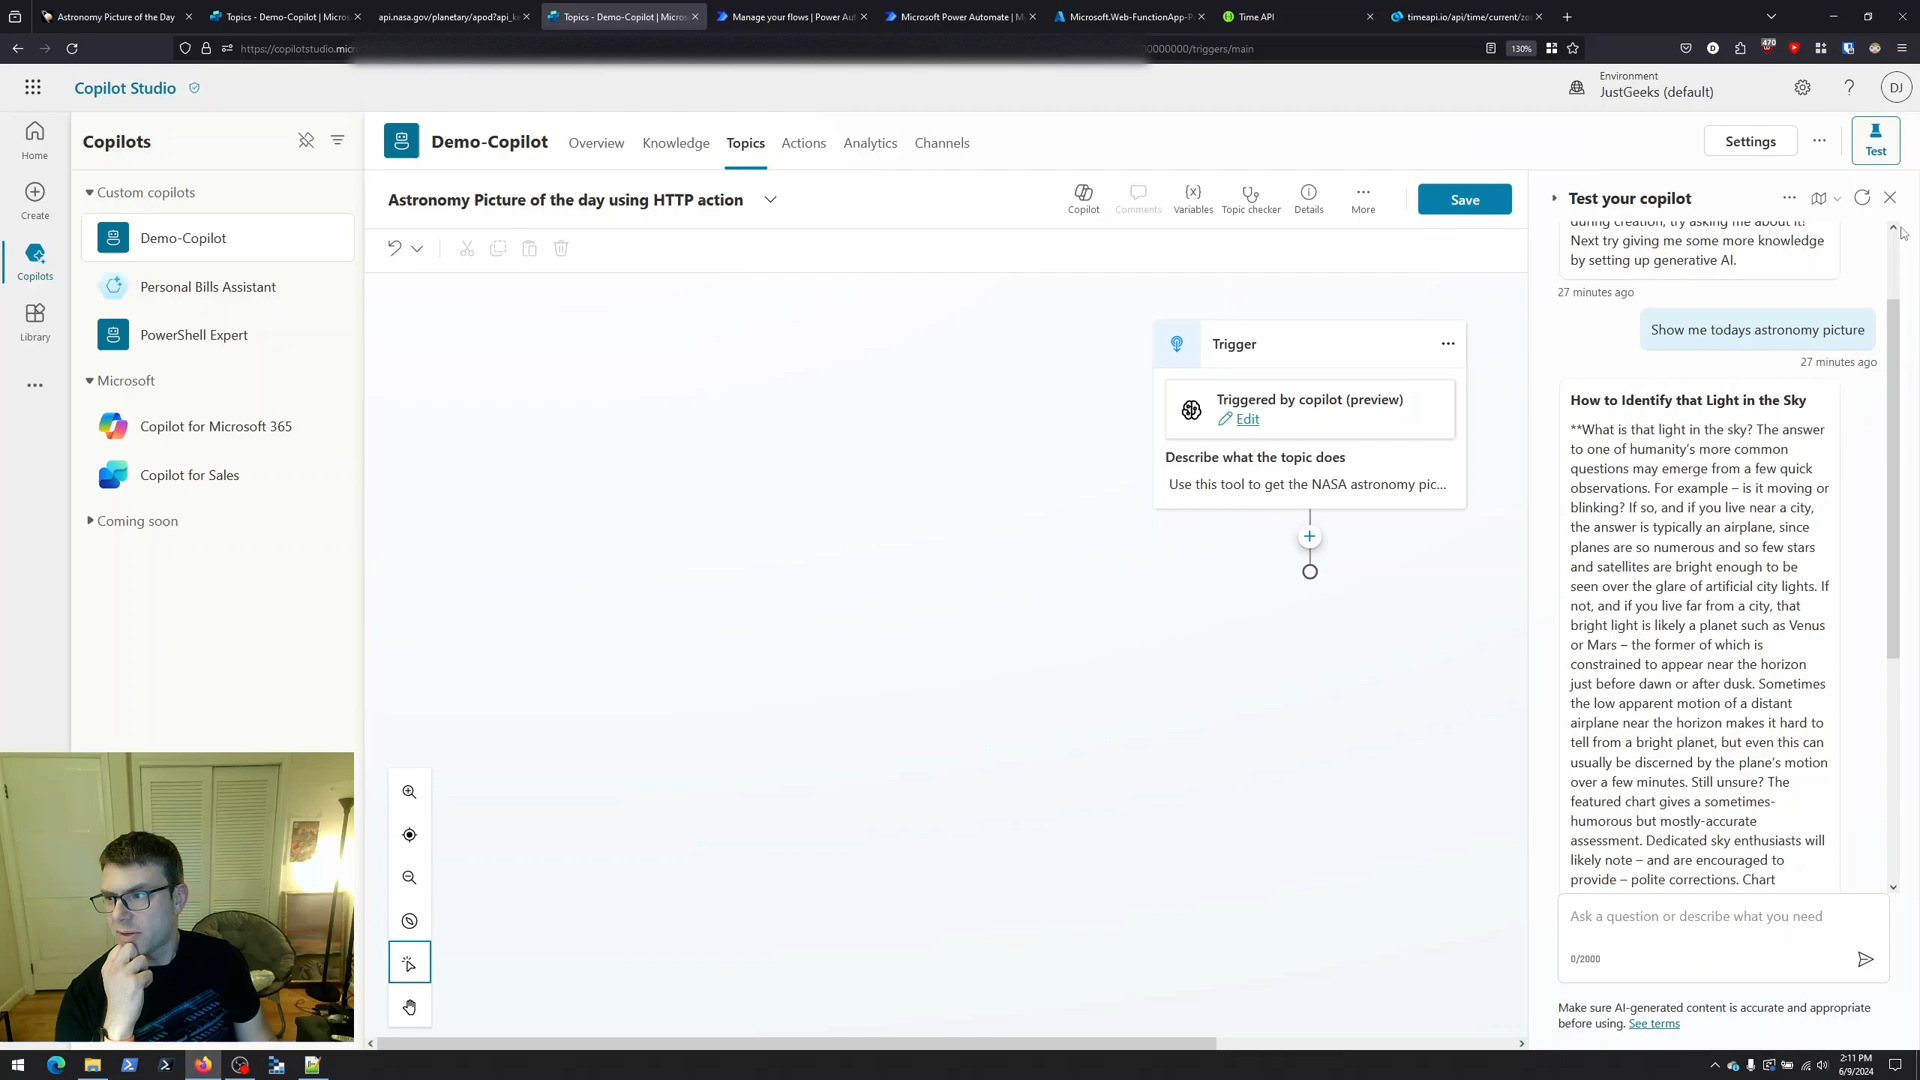 Astronomy Picture of the Day
Topics - Demo-Copilot | Micros
api.nasa.gov/planetary/apod?api_k
Topics - Demo-Copilot | Micros
Manage your flows | Power Aut
Microsoft Power Automate | M
Microsoft.Web-FunctionApp-P
Time API
timeapi.io/api/time/current/zo
https://copilotstudio.micr
00000000/triggers/main
130%
470
Copilot Studio
Environment
JustGeeks (default)
DJ
Home
Create
Copilots
Library
Copilots
Custom copilots
Demo-Copilot
Personal Bills Assistant
PowerShell Expert
Microsoft
Copilot for Microsoft 365
Copilot for Sales
Coming soon
Demo-Copilot
Overview
Knowledge
Topics
Actions
Analytics
Channels
Settings
Test
Astronomy Picture of the day using HTTP action
Copilot
Comments
{x}
Variables
Topic checker
Details
More
Save
Trigger
Triggered by copilot (preview)
Edit
Describe what the topic does
Use this tool to get the NASA astronomy pic...
Test your copilot
during creation, try asking me about it!
Next try giving me some more knowledge
by setting up generative AI.
27 minutes ago
Show me todays astronomy picture
27 minutes ago
How to Identify that Light in the Sky
**What is that light in the sky? The answer
to one of humanity’s more common
questions may emerge from a few quick
observations. For example – is it moving or
blinking? If so, and if you live near a city,
the answer is typically an airplane, since
planes are so numerous and so few stars
and satellites are bright enough to be
seen over the glare of artificial city lights. If
not, and if you live far from a city, that
bright light is likely a planet such as Venus
or Mars – the former of which is
constrained to appear near the horizon
just before dawn or after dusk. Sometimes
the low apparent motion of a distant
airplane near the horizon makes it hard to
tell from a bright planet, but even this can
usually be discerned by the plane’s motion
over a few minutes. Still unsure? The
featured chart gives a sometimes-
humorous but mostly-accurate
assessment. Dedicated sky enthusiasts will
likely note – and are encouraged to
provide – polite corrections. Chart
Ask a question or describe what you need
0/2000
Make sure AI-generated content is accurate and appropriate
before using. See terms
2:11 PM
6/9/2024